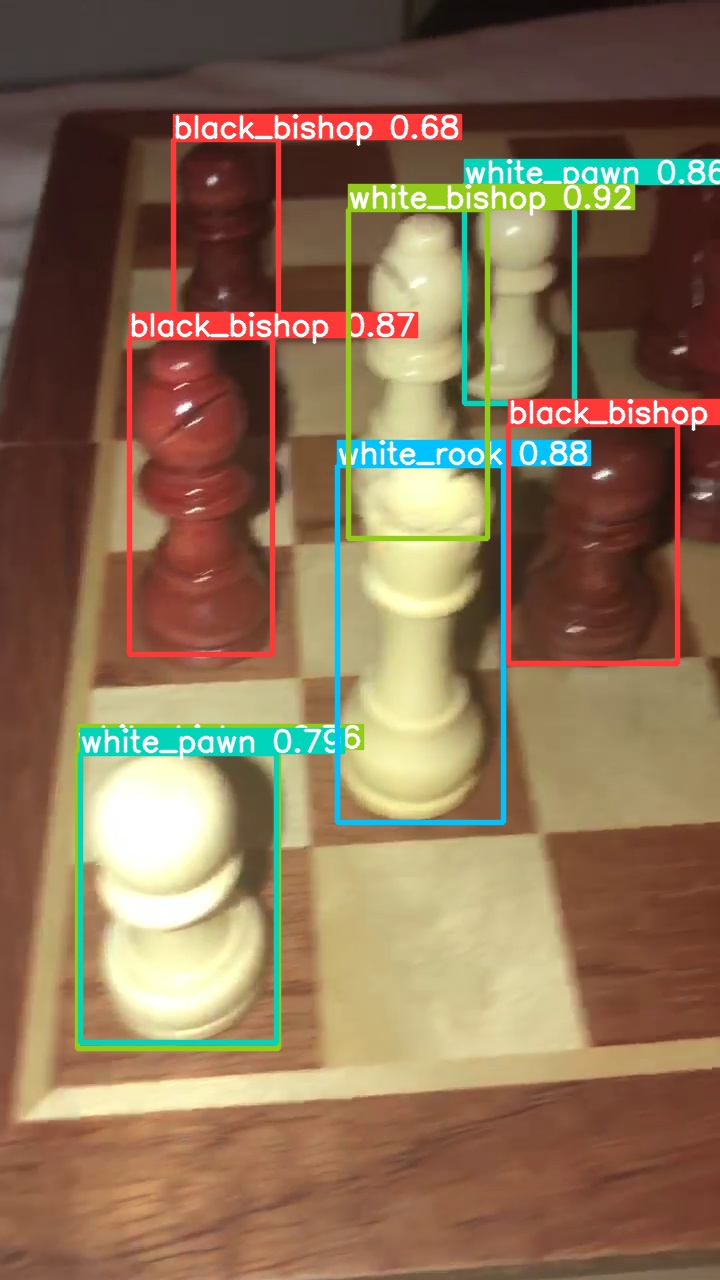 black_bishop 0.68
white_pawn 0.86
white_bishop 0.92
black_bishop 0.87
black_bishop
white_rook 0.88
white_pawn 0.79
6